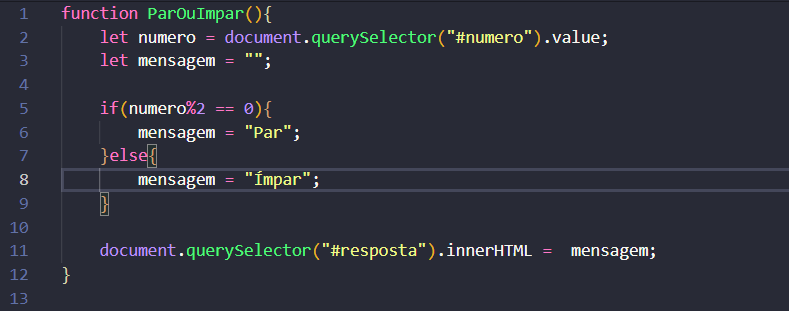 1 function ParOuImpar(){
2 let numero = document.querySelector("#numero").value;
3 let mensagem = "";
4
5 if(numero%2 == 0){
6 mensagem = "Par";
7 }else{
8 mensagem = "Ímpar";
9 }
10
11 document.querySelector("#resposta").innerHTML =  mensagem;
12 }
13